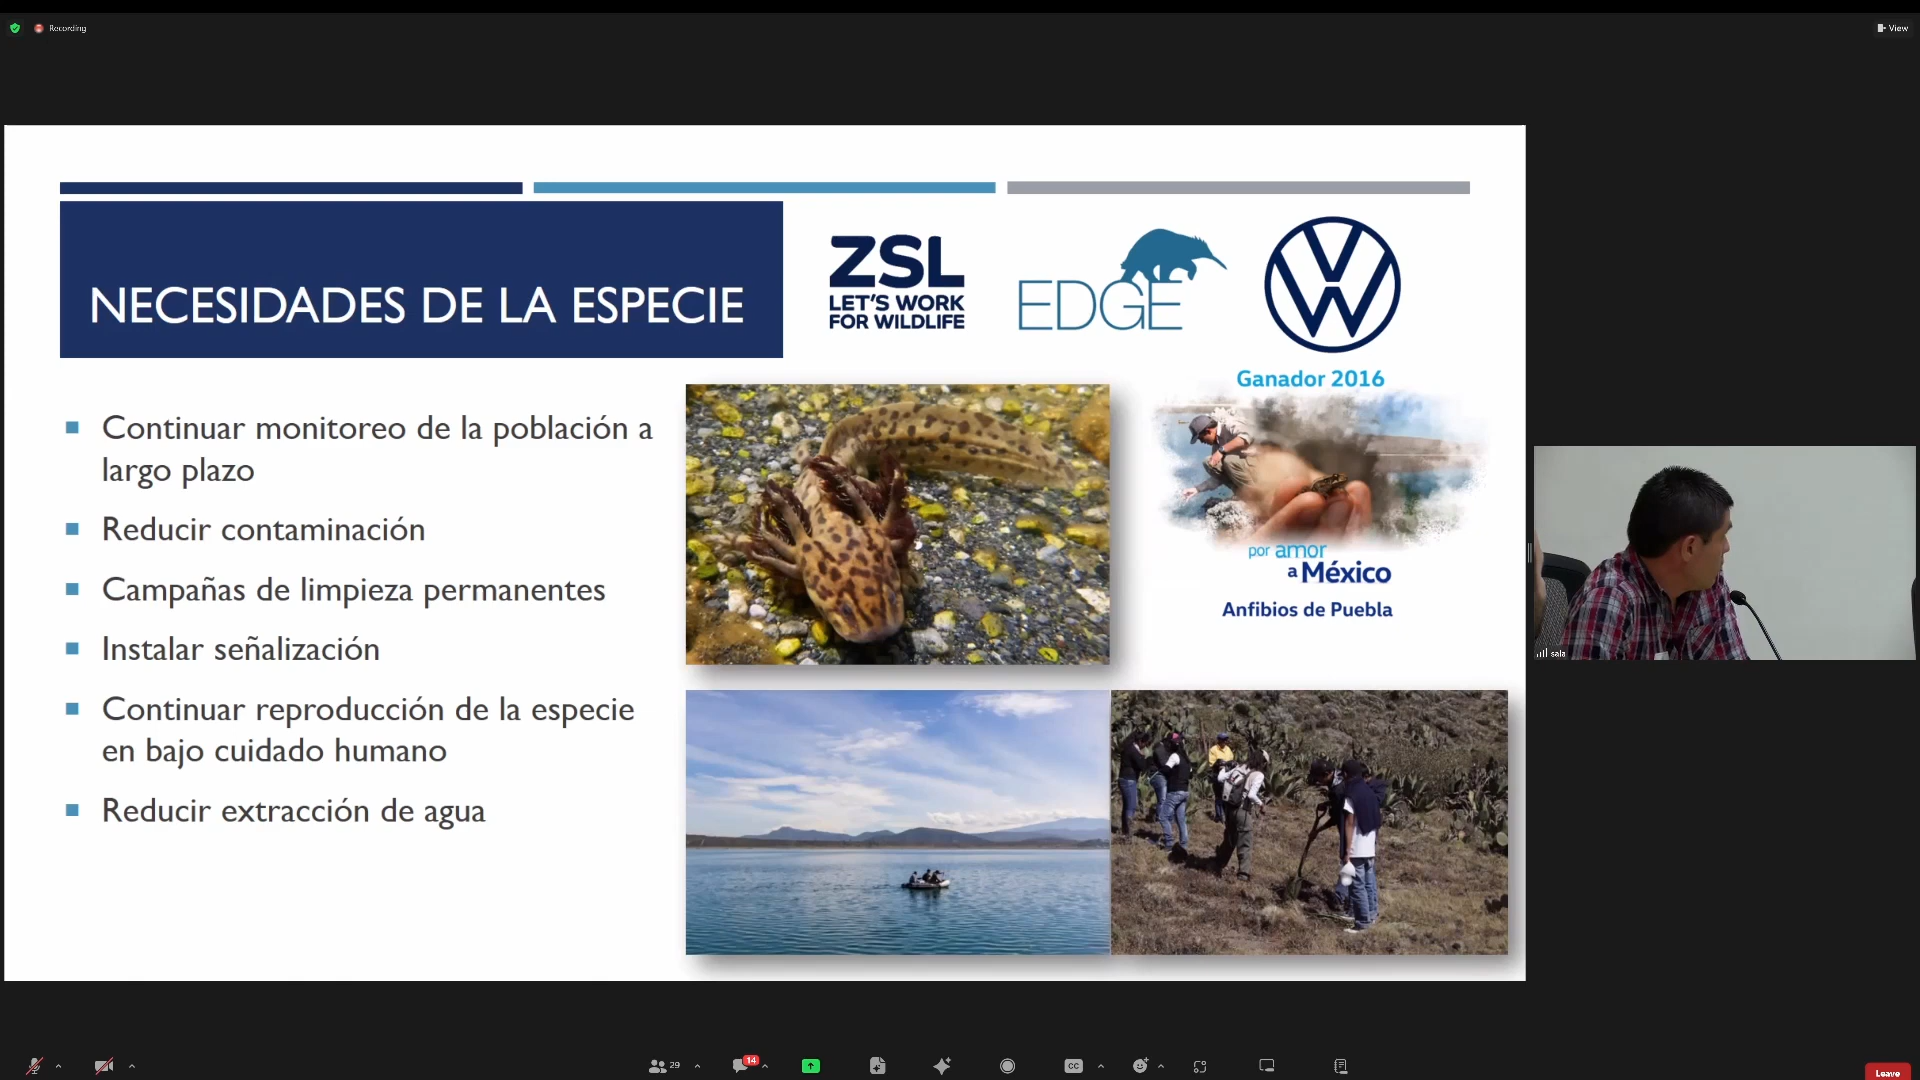 Recording
View
NECESIDADES DE LA ESPECIE
ZSL
LET'S WORK
FOR WILDLIFE
EDGE
Ganador 2016
por amor
a México
Anfibios de Puebla
Continuar monitoreo de la población a
largo plazo
Reducir contaminación
Campañas de limpieza permanentes
Instalar señalización
Continuar reproducción de la especie
en bajo cuidado humano
Reducir extracción de agua
sala
29
14
CC
Leave